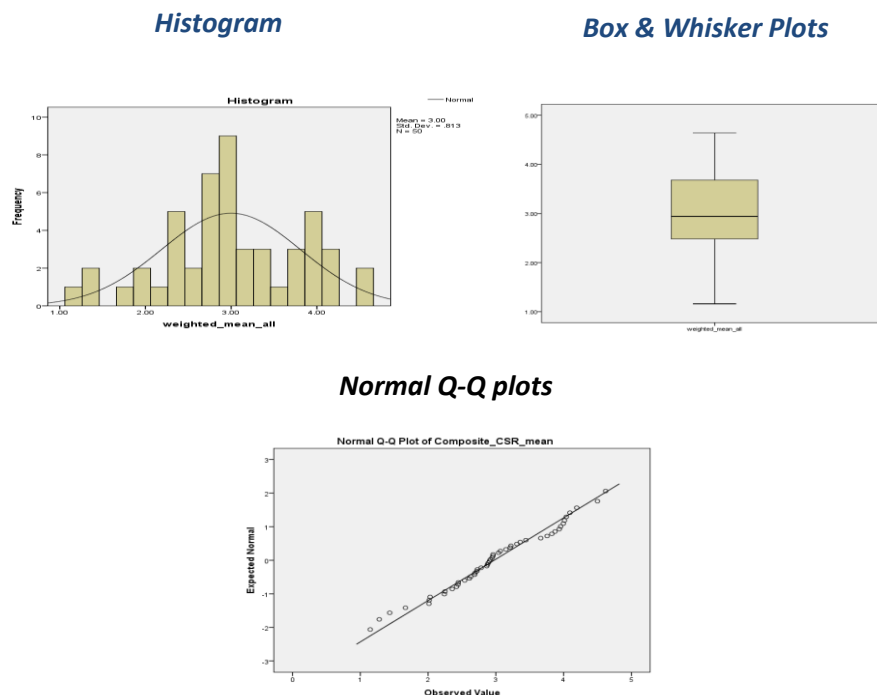 Histogram
Box & Whisker Plots
Histogram
Normal
Mean = 3.00
Std. Dev. = .813
N = 50
10
8
6
4
2
0
Frequency
1.00 2.00 3.00 4.00
weighted_mean_all
5.00
4.00
3.00
2.00
1.00
weighted_mean_all
Normal Q-Q plots
Normal Q-Q Plot of Composite_CSR_mean
3
2
1
0
-1
-2
-3
Expected Normal
0 1 2 3 4 5
Observed Value